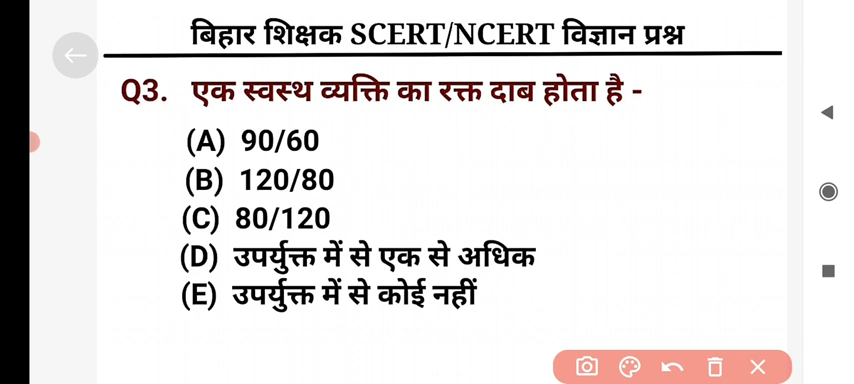 बिहार शिक्षक SCERT/NCERT विज्ञान प्रश्न
Q3. एक स्वस्थ व्यक्ति का रक्त दाब होता है -
(A) 90/60
(B) 120/80
(C) 80/120
(D) उपर्युक्त में से एक से अधिक
(E) उपर्युक्त में से कोई नहीं